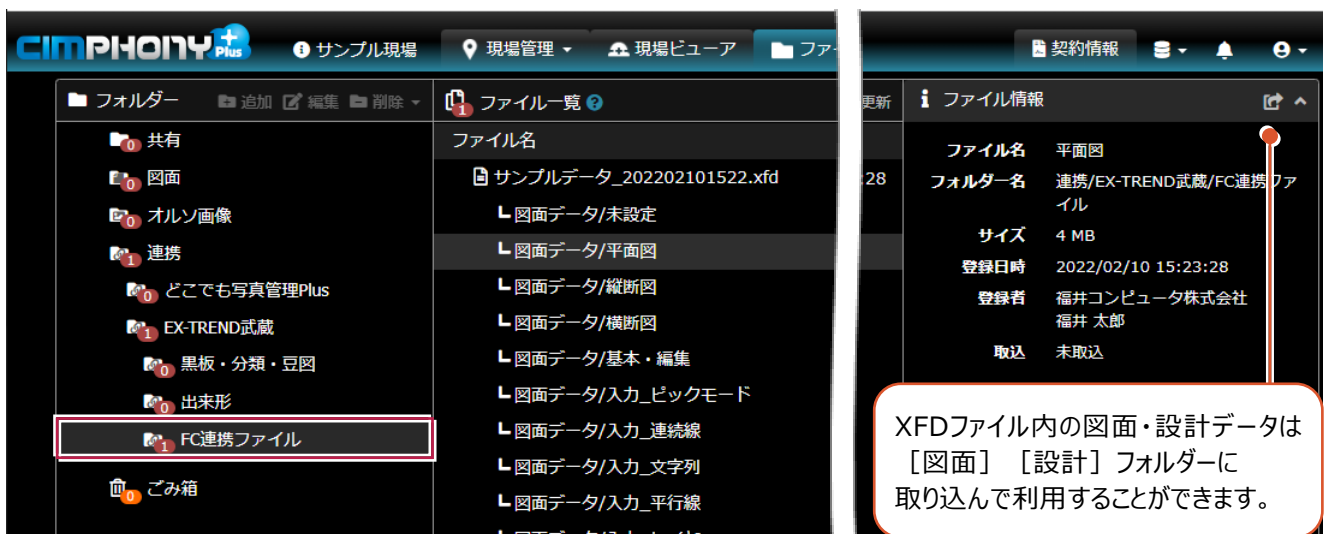 CIMPHONY Plus
サンプル現場
現場管理
現場ビューア
ファ
契約情報
フォルダー 追加 編集 削除
0 共有
0 図面
0 オルソ画像
1 連携
0 どこでも写真管理Plus
1 EX-TREND武蔵
0 黒板・分類・豆図
0 出来形
1 FC連携ファイル
0 ごみ箱
1 ファイル一覧
更新
ファイル名
サンプルデータ_202202101522.xfd
:28
図面データ/未設定
図面データ/平面図
図面データ/縦断図
図面データ/横断図
図面データ/基本・編集
図面データ/入力_ピックモード
図面データ/入力_連続線
図面データ/入力_文字列
図面データ/入力_平行線
ファイル情報
ファイル名 平面図
フォルダー名 連携/EX-TREND武蔵/FC連携ファ
イル
サイズ 4 MB
登録日時 2022/02/10 15:23:28
登録者 福井コンピュータ株式会社
福井 太郎
取込 未取込
XFDファイル内の図面・設計データは
［図面］［設計］フォルダーに
取り込んで利用することができます。